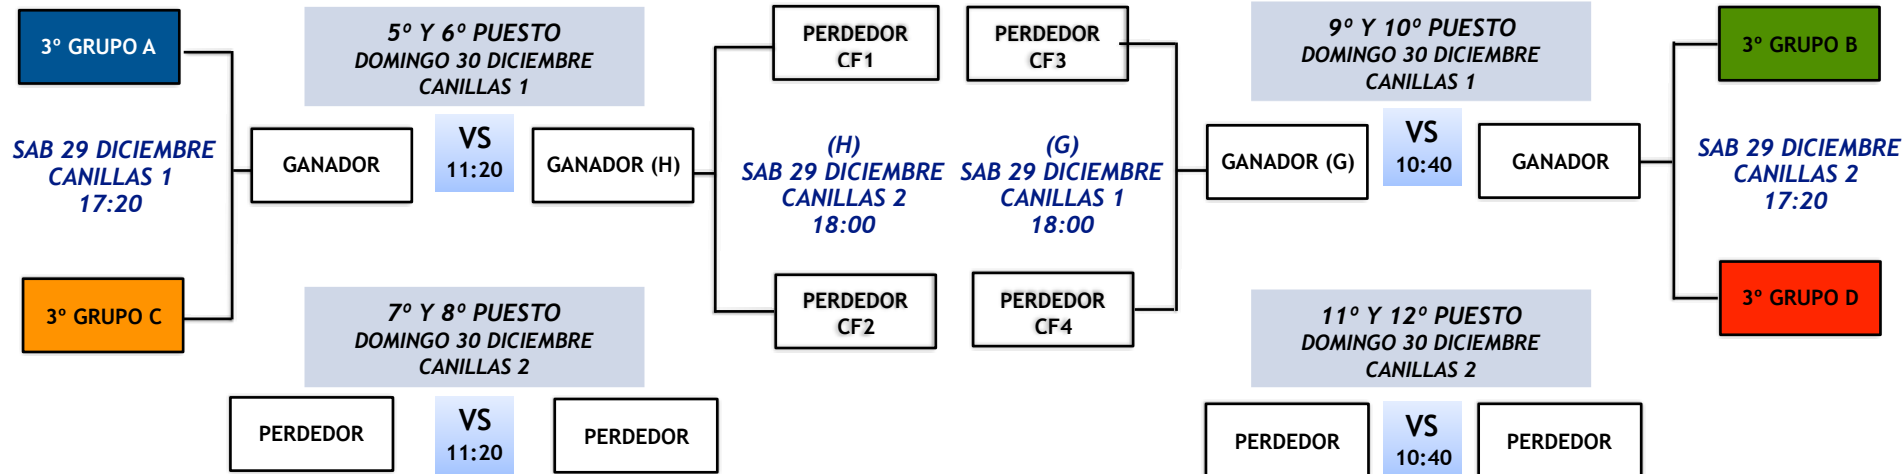 3º GRUPO A
5º Y 6º PUESTO
DOMINGO 30 DICIEMBRE
CANILLAS 1
PERDEDOR
CF1
PERDEDOR
CF3
9º Y 10º PUESTO
DOMINGO 30 DICIEMBRE
CANILLAS 1
3º GRUPO B
SAB 29 DICIEMBRE
CANILLAS 1
17:20
GANADOR
VS
11:20
GANADOR (H)
(H)
SAB 29 DICIEMBRE
CANILLAS 2
18:00
(G)
SAB 29 DICIEMBRE
CANILLAS 1
18:00
GANADOR (G)
VS
10:40
GANADOR
SAB 29 DICIEMBRE
CANILLAS 2
17:20
3º GRUPO C
7º Y 8º PUESTO
DOMINGO 30 DICIEMBRE
CANILLAS 2
PERDEDOR
CF2
PERDEDOR
CF4
11º Y 12º PUESTO
DOMINGO 30 DICIEMBRE
CANILLAS 2
3º GRUPO D
PERDEDOR
VS
11:20
PERDEDOR
PERDEDOR
VS
10:40
PERDEDOR